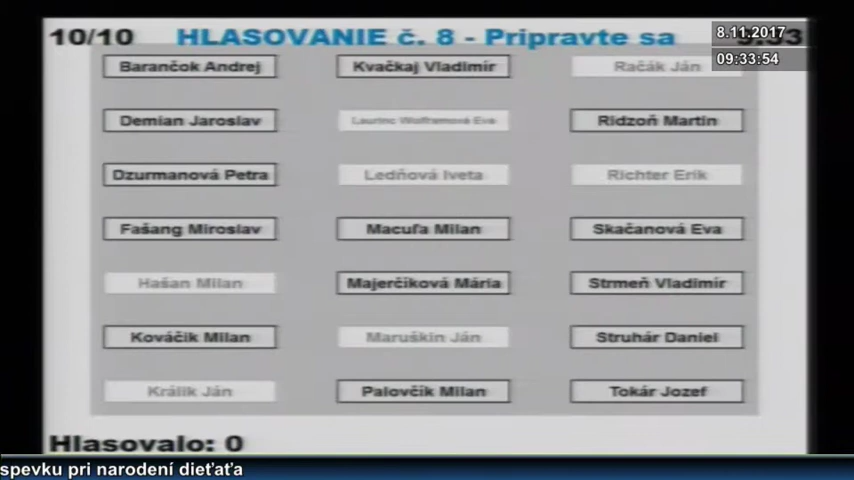 10/10 HLASOVANIE č. 8 - Pripravte sa
8.11.2017
09:33:54
Barančok Andrej Kvačkaj Vladimír Račák Ján
Demian Jaroslav Laurinc Wolframová Eva Ridzoň Martin
Dzurmanová Petra Ledňová Iveta Richter Erik
Fašang Miroslav Macuľa Milan Skačanová Eva
Hašan Milan Majerčíková Mária Strmeň Vladimír
Kováčik Milan Maruškin Ján Struhár Daniel
Králik Ján Palovčík Milan Tokár Jozef
Hlasovalo: 0
spevku pri narodení dieťaťa